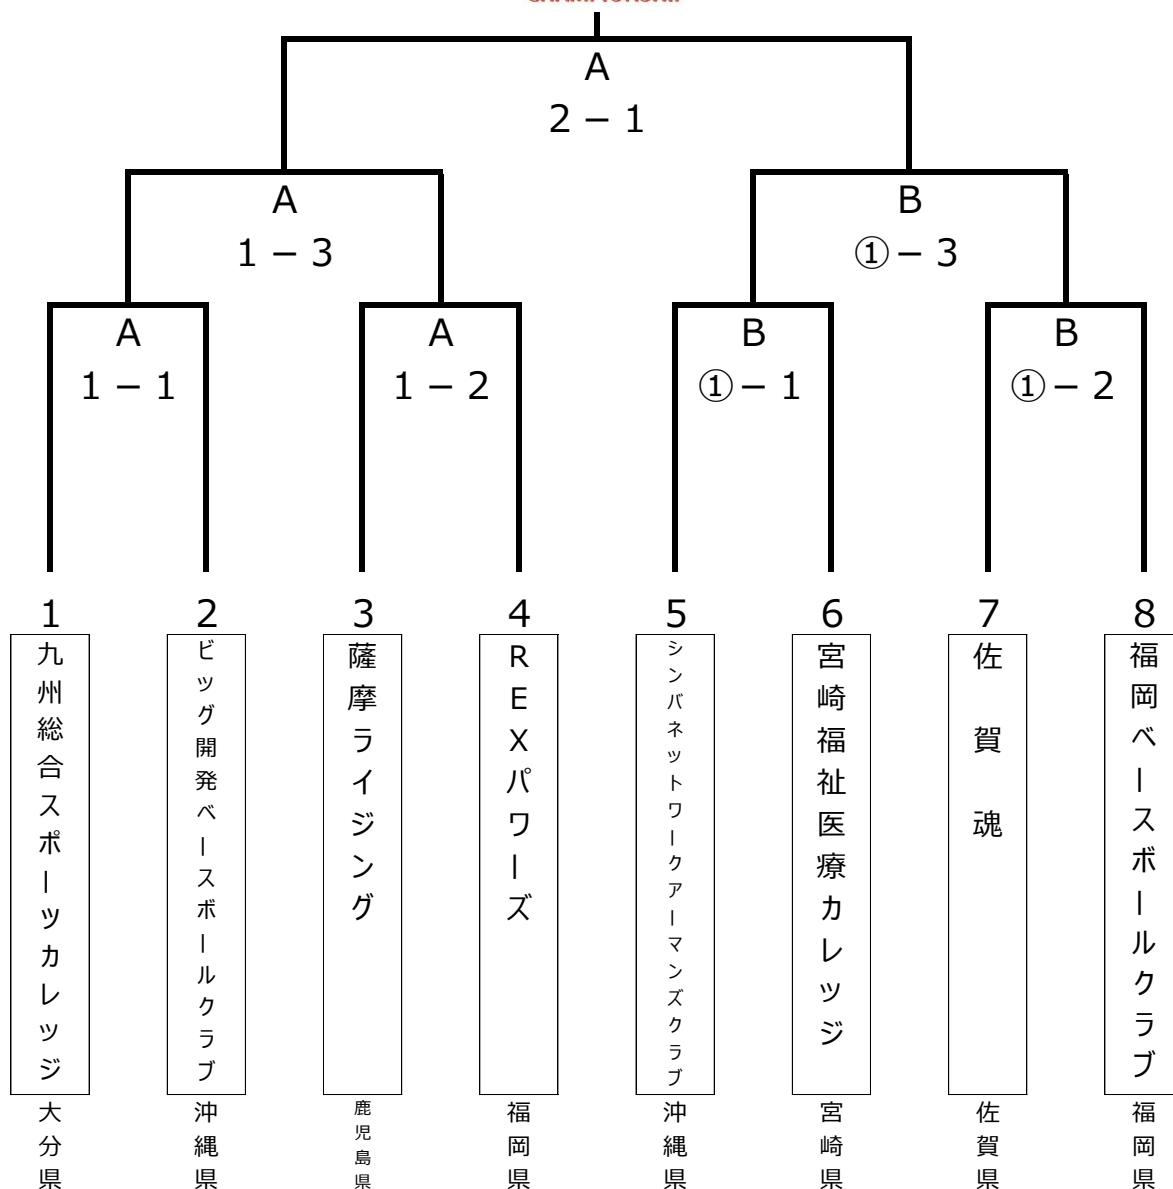 A
2 − 1
A
1 − 3
B
① − 3
A
1 − 1
A
1 − 2
B
① − 1
B
① − 2
1
2
3
4
5
6
7
8
九州総合スポーツカレッジ
ビッグ開発ベースボールクラブ
薩摩ライジング
REXパワーズ
シンバネットワークアーマンズクラブ
宮崎福祉医療カレッジ
佐賀魂
福岡ベースボールクラブ
大分県
沖縄県
鹿児島県
福岡県
沖縄県
宮崎県
佐賀県
福岡県